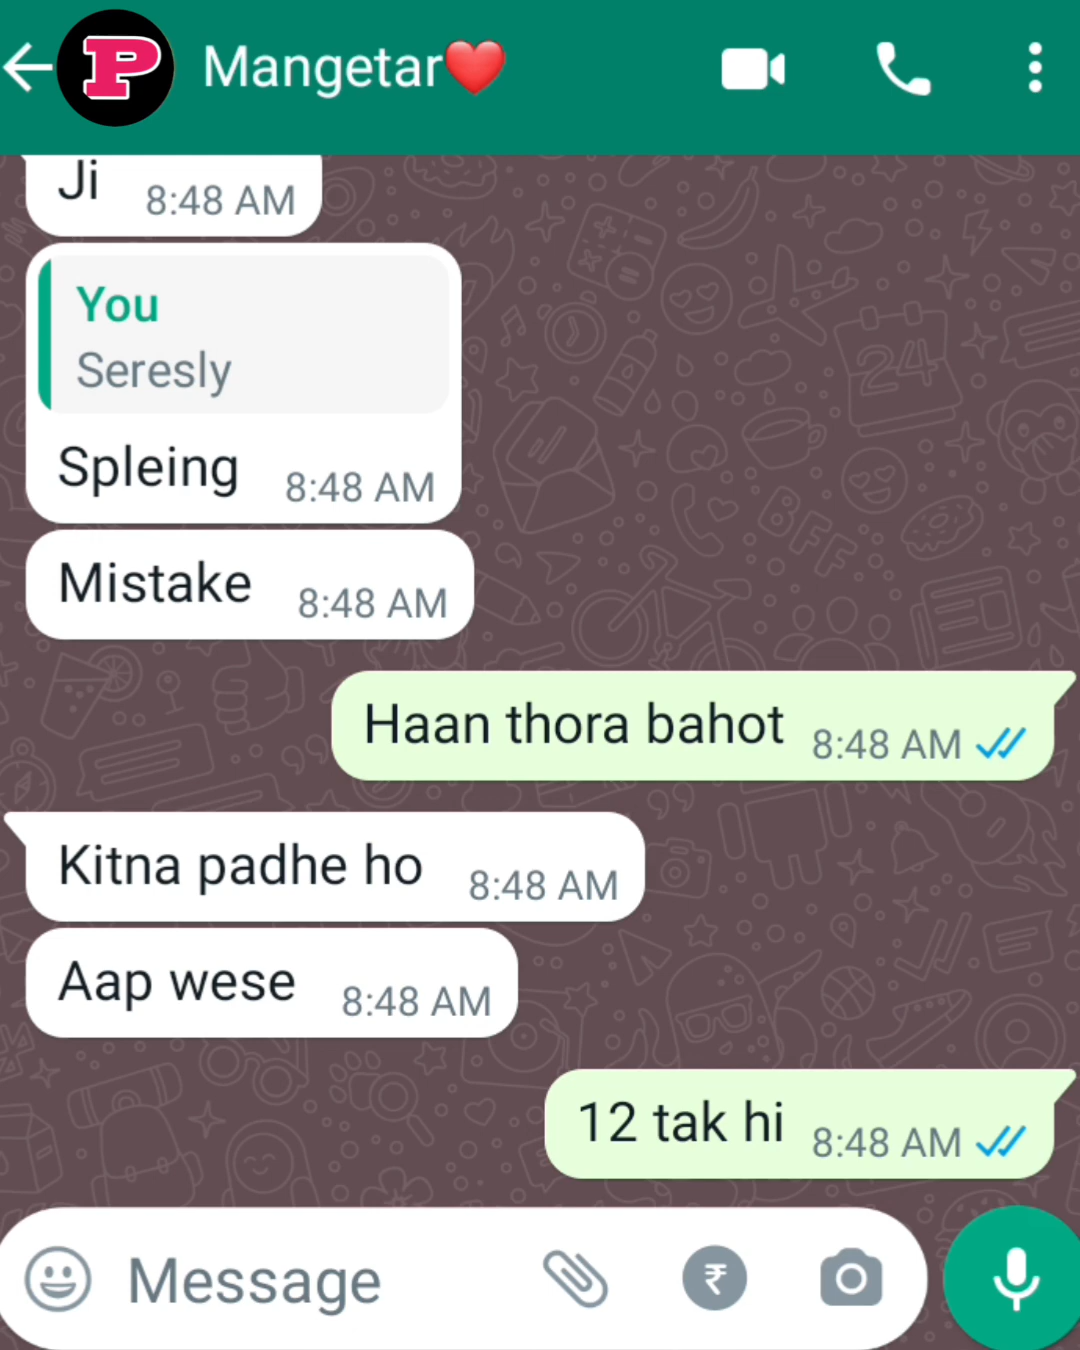 P
Mangetar❤️
Ji 8:48 AM
You
Seresly
Spleing 8:48 AM
Mistake 8:48 AM
Haan thora bahot 8:48 AM
Kitna padhe ho 8:48 AM
Aap wese 8:48 AM
12 tak hi 8:48 AM
Message
₹